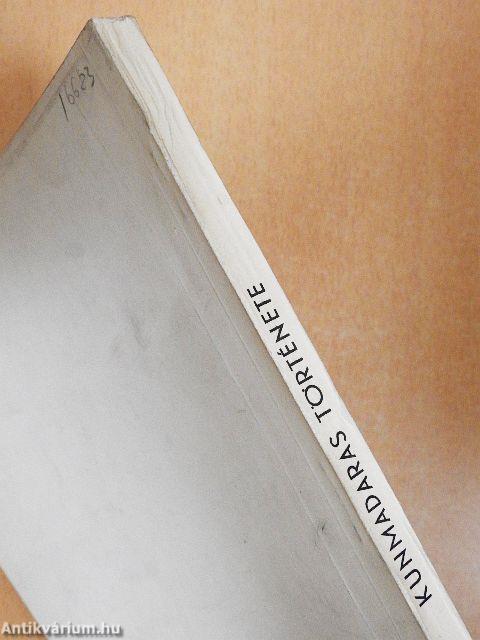 16623
KUNMADARAS TÖRTÉNETE
Antikvárium.hu